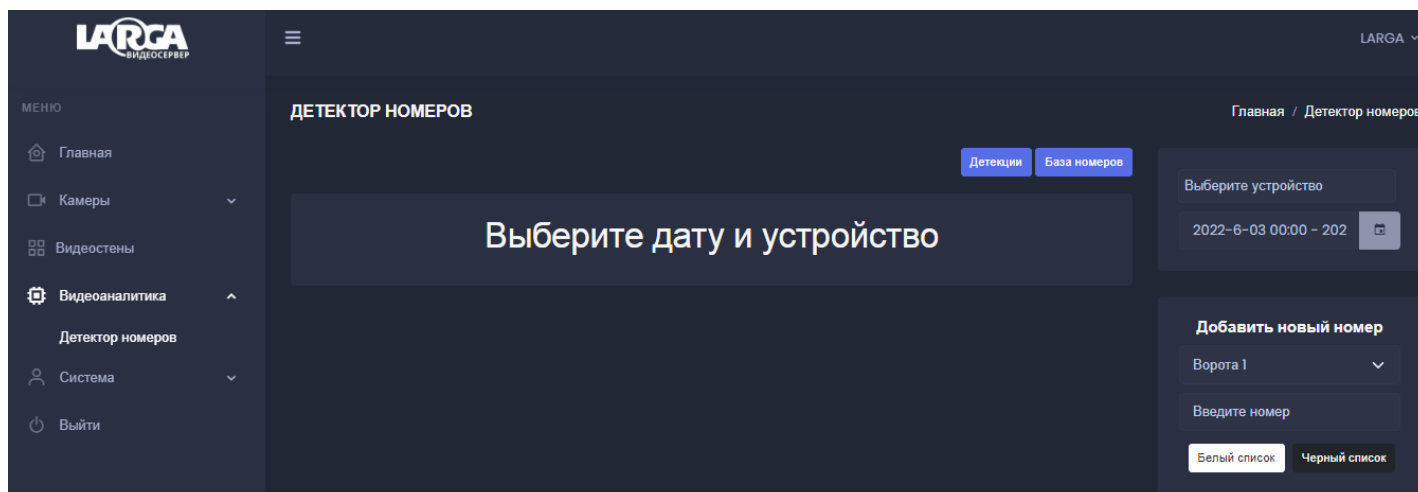 LARGA
ВИДЕОСЕРВЕР
LARGA
МЕНЮ
Главная
Камеры
Видеостены
Видеоаналитика
Детектор номеров
Система
Выйти
ДЕТЕКТОР НОМЕРОВ
Главная / Детектор номеров
Детекции
База номеров
Выберите дату и устройство
Выберите устройство
2022-6-03 00:00 - 202
Добавить новый номер
Ворота 1
Введите номер
Белый список
Черный список